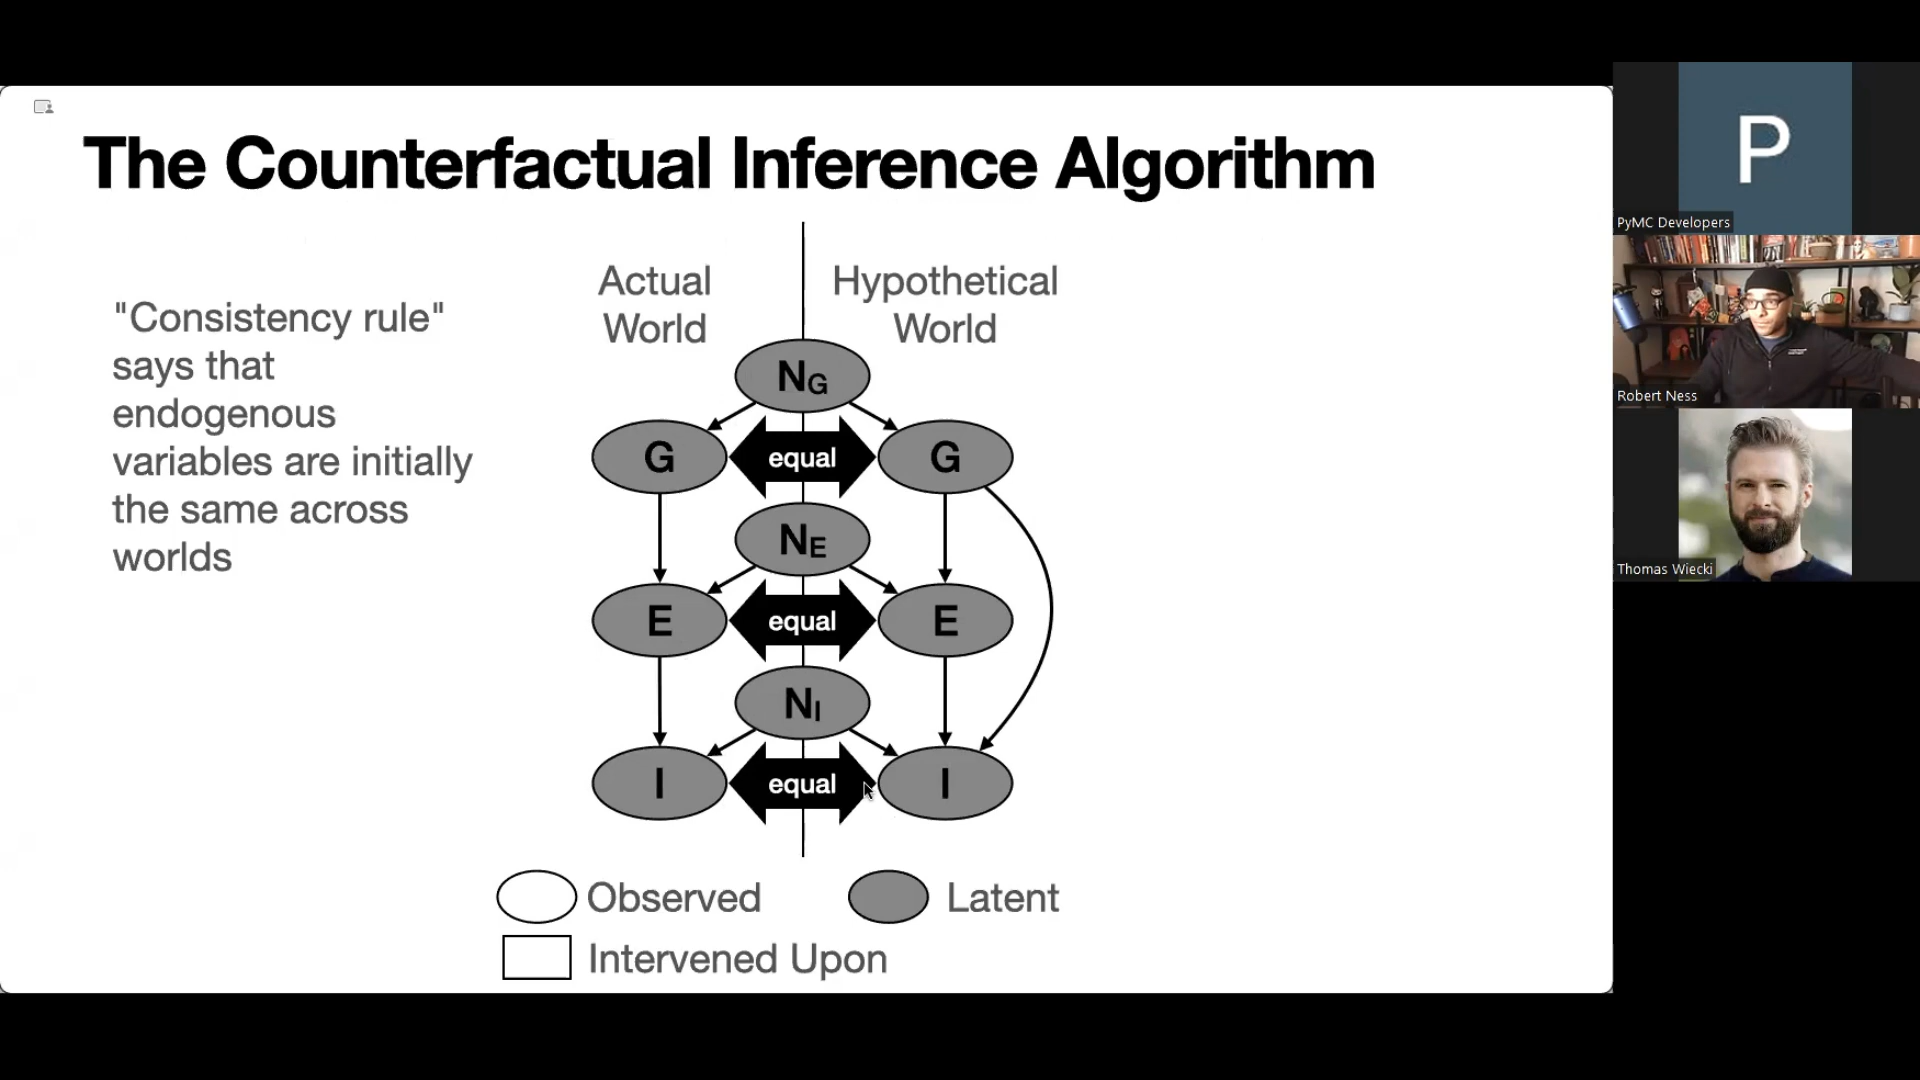 The Counterfactual Inference Algorithm
"Consistency rule"
says that
endogenous
variables are initially
the same across
worlds
Actual
World
Hypothetical
World
NG
G
equal
G
NE
E
equal
E
NI
I
equal
I
Observed
Latent
Intervened Upon
P
PyMC Developers
Robert Ness
Thomas Wiecki